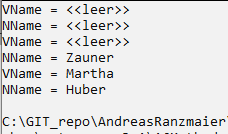 VName = <<leer>>
VName = <<leer>>
NName = <<leer>>
NName = Zauner
VName = Martha
NName = Huber
C:\GIT_repo\AndreasRanzmaier\